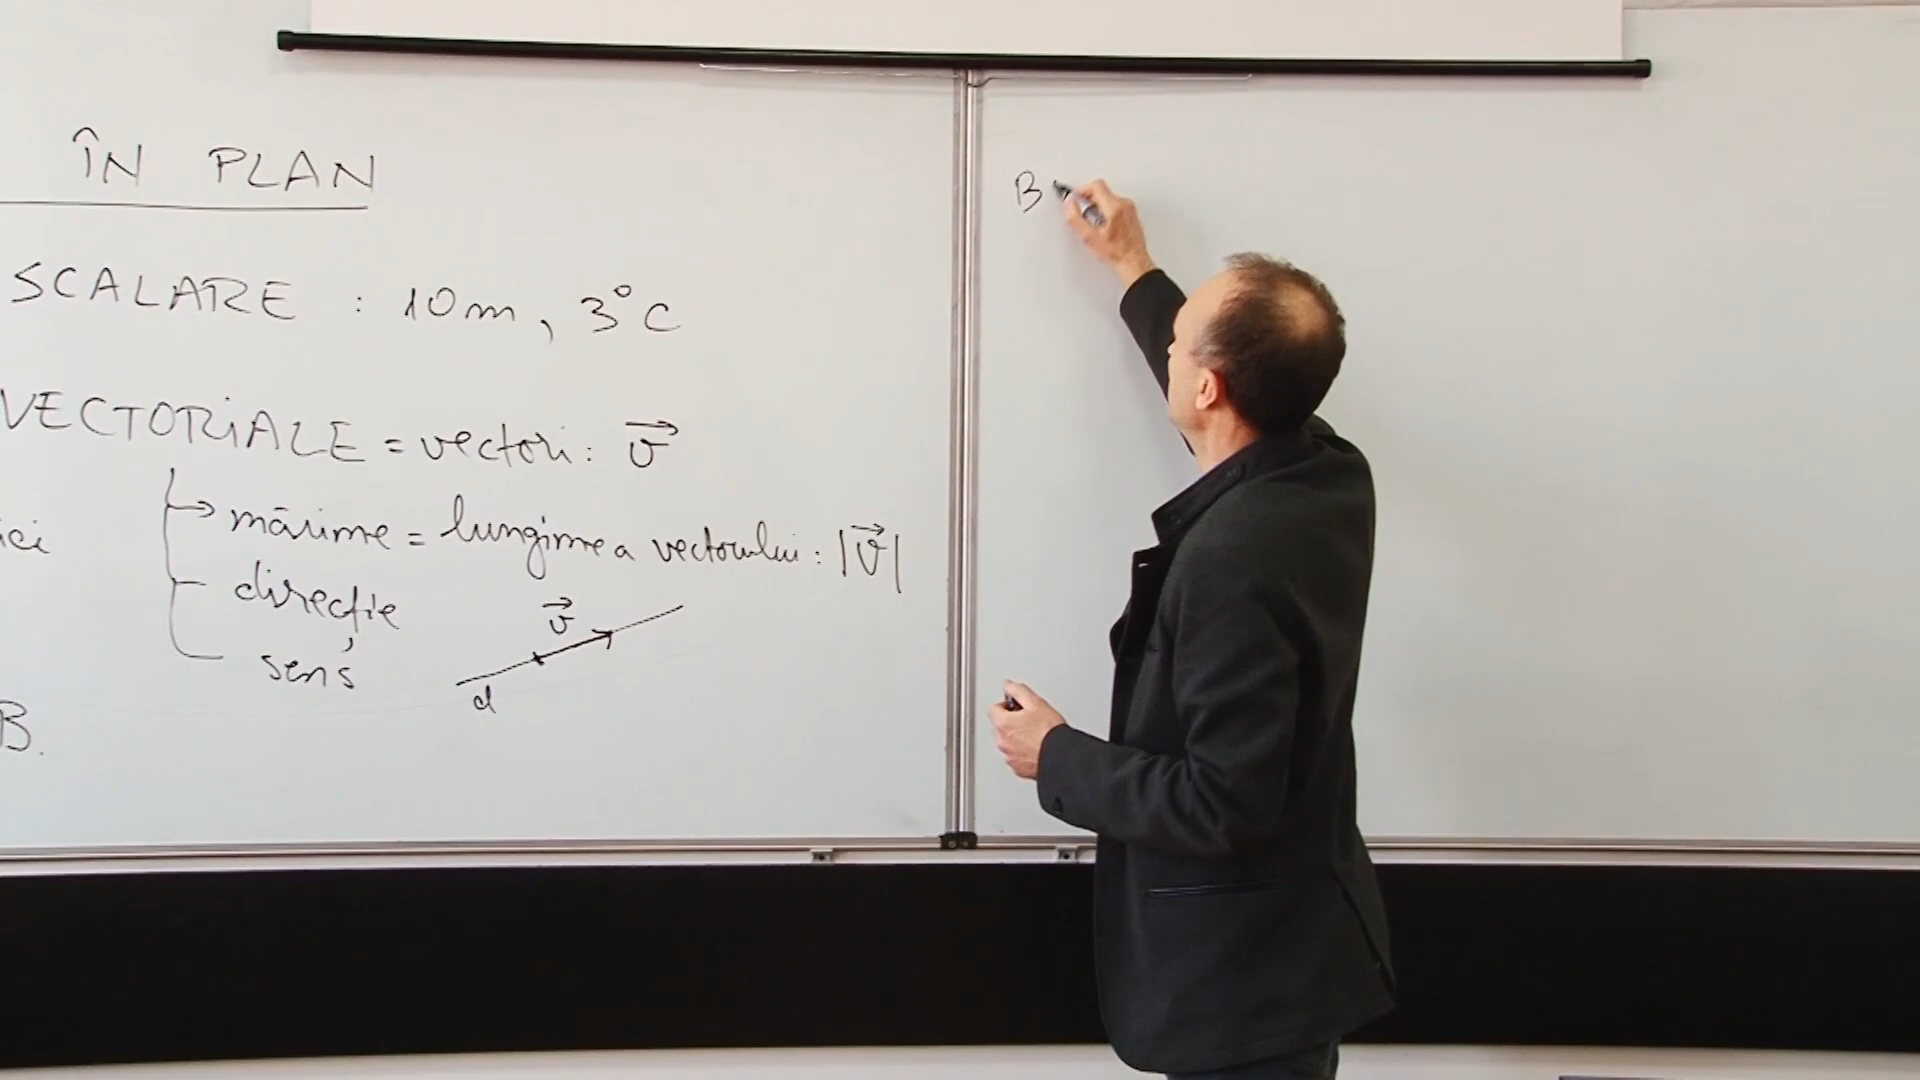 ÎN PLAN
SCALARE : 10m, 3°C
VECTORIALE = vectori: v⃗
ici
mărime = lungimea vectorului: |v⃗|
direcție
sens
v⃗
d
B.
B